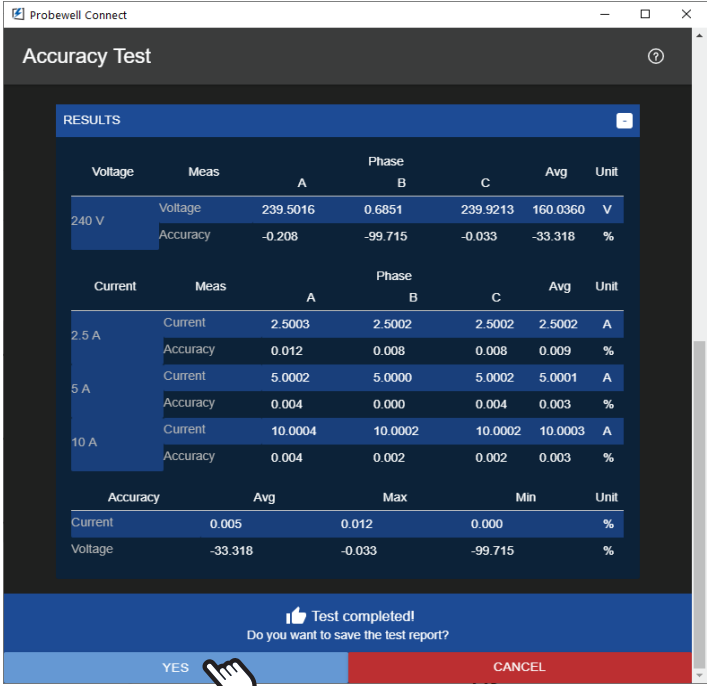 Probewell Connect
Accuracy Test
RESULTS
-
Phase
Voltage Meas A B C Avg Unit
240 V
Voltage 239.5016 0.6851 239.9213 160.0360 V
Accuracy -0.208 -99.715 -0.033 -33.318 %
Phase
Current Meas A B C Avg Unit
2.5 A
Current 2.5003 2.5002 2.5002 2.5002 A
Accuracy 0.012 0.008 0.008 0.009 %
5 A
Current 5.0002 5.0000 5.0002 5.0001 A
Accuracy 0.004 0.000 0.004 0.003 %
10 A
Current 10.0004 10.0002 10.0002 10.0003 A
Accuracy 0.004 0.002 0.002 0.003 %
Accuracy Avg Max Min Unit
Current 0.005 0.012 0.000 %
Voltage -33.318 -0.033 -99.715 %
Test completed!
Do you want to save the test report?
YES CANCEL